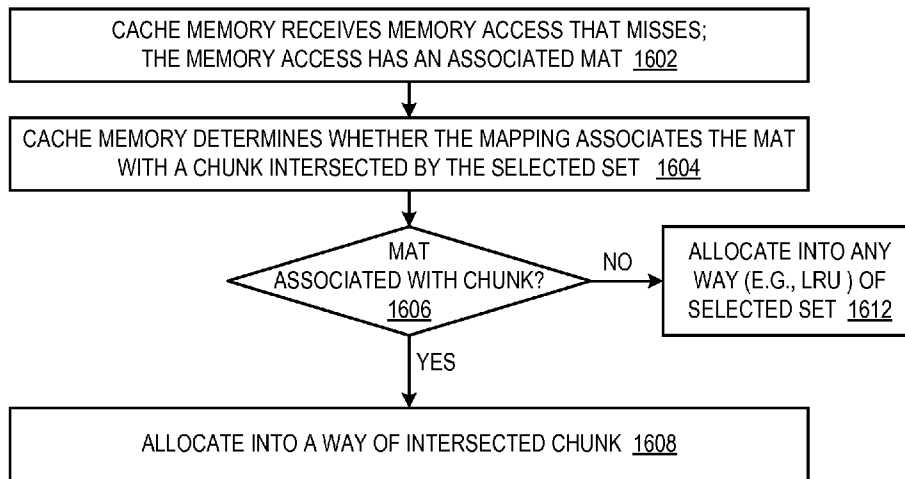 CACHE MEMORY RECEIVES MEMORY ACCESS THAT MISSES;
THE MEMORY ACCESS HAS AN ASSOCIATED MAT 1602
CACHE MEMORY DETERMINES WHETHER THE MAPPING ASSOCIATES THE MAT
WITH A CHUNK INTERSECTED BY THE SELECTED SET 1604
MAT
ASSOCIATED WITH CHUNK?
1606
NO
ALLOCATE INTO ANY
WAY (E.G., LRU ) OF
SELECTED SET 1612
YES
ALLOCATE INTO A WAY OF INTERSECTED CHUNK 1608